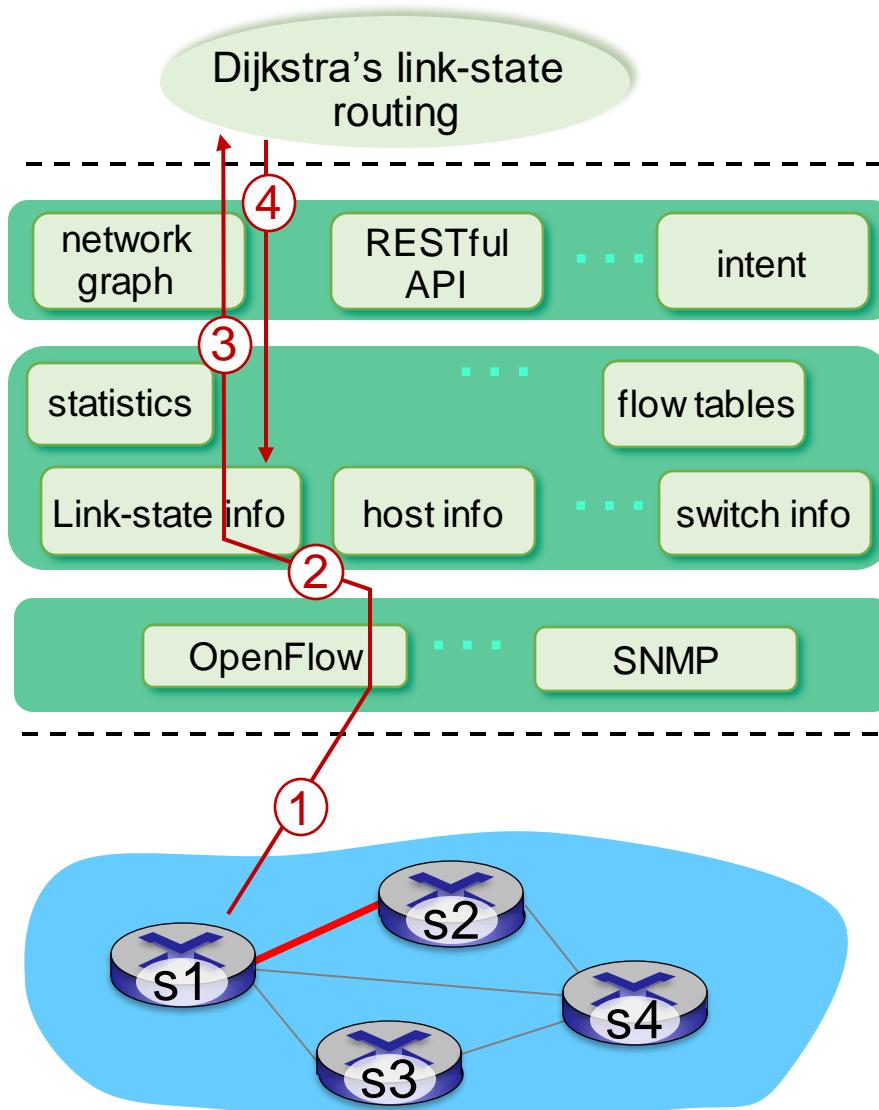 Dijkstra’s link-state
routing
4
network
graph
RESTful
API
intent
3
statistics
flow tables
Link-state info
host info
switch info
2
OpenFlow
SNMP
1
s2
s1
s4
s3